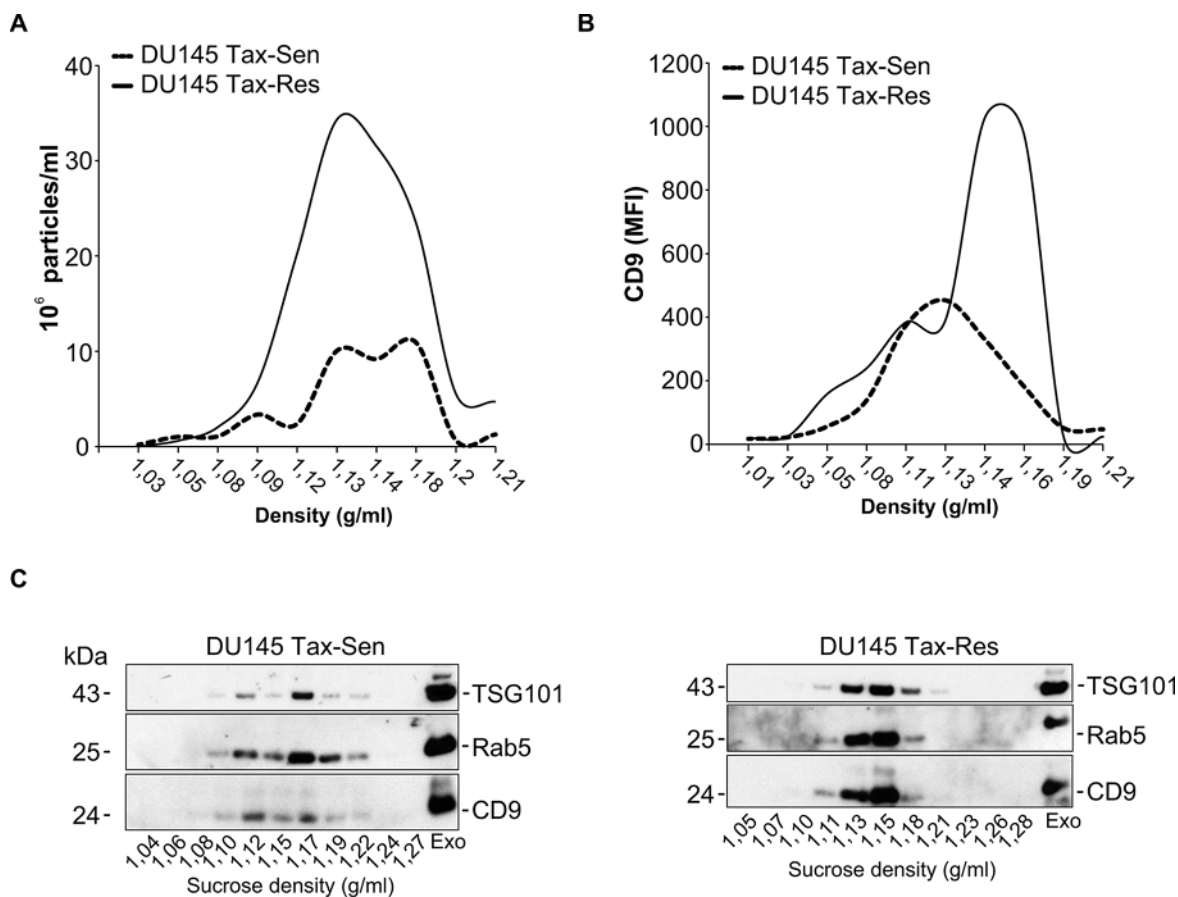 A
DU145 Tax-Sen
DU145 Tax-Res
40
30
20
10
0
10⁶ particles/ml
1,03 1,05 1,08 1,09 1,12 1,13 1,14 1,18 1,2 1,21
Density (g/ml)
B
DU145 Tax-Sen
DU145 Tax-Res
1200
1000
800
600
400
200
0
CD9 (MFI)
1,01 1,03 1,05 1,08 1,11 1,13 1,14 1,16 1,19 1,21
Density (g/ml)
C
DU145 Tax-Sen
kDa
43- -TSG101
25- -Rab5
24- -CD9
1,04 1,06 1,08 1,10 1,12 1,15 1,17 1,19 1,22 1,24 1,27 Exo
Sucrose density (g/ml)
DU145 Tax-Res
43- -TSG101
25- -Rab5
24- -CD9
1,05 1,07 1,10 1,11 1,13 1,15 1,18 1,21 1,23 1,26 1,28 Exo
Sucrose density (g/ml)